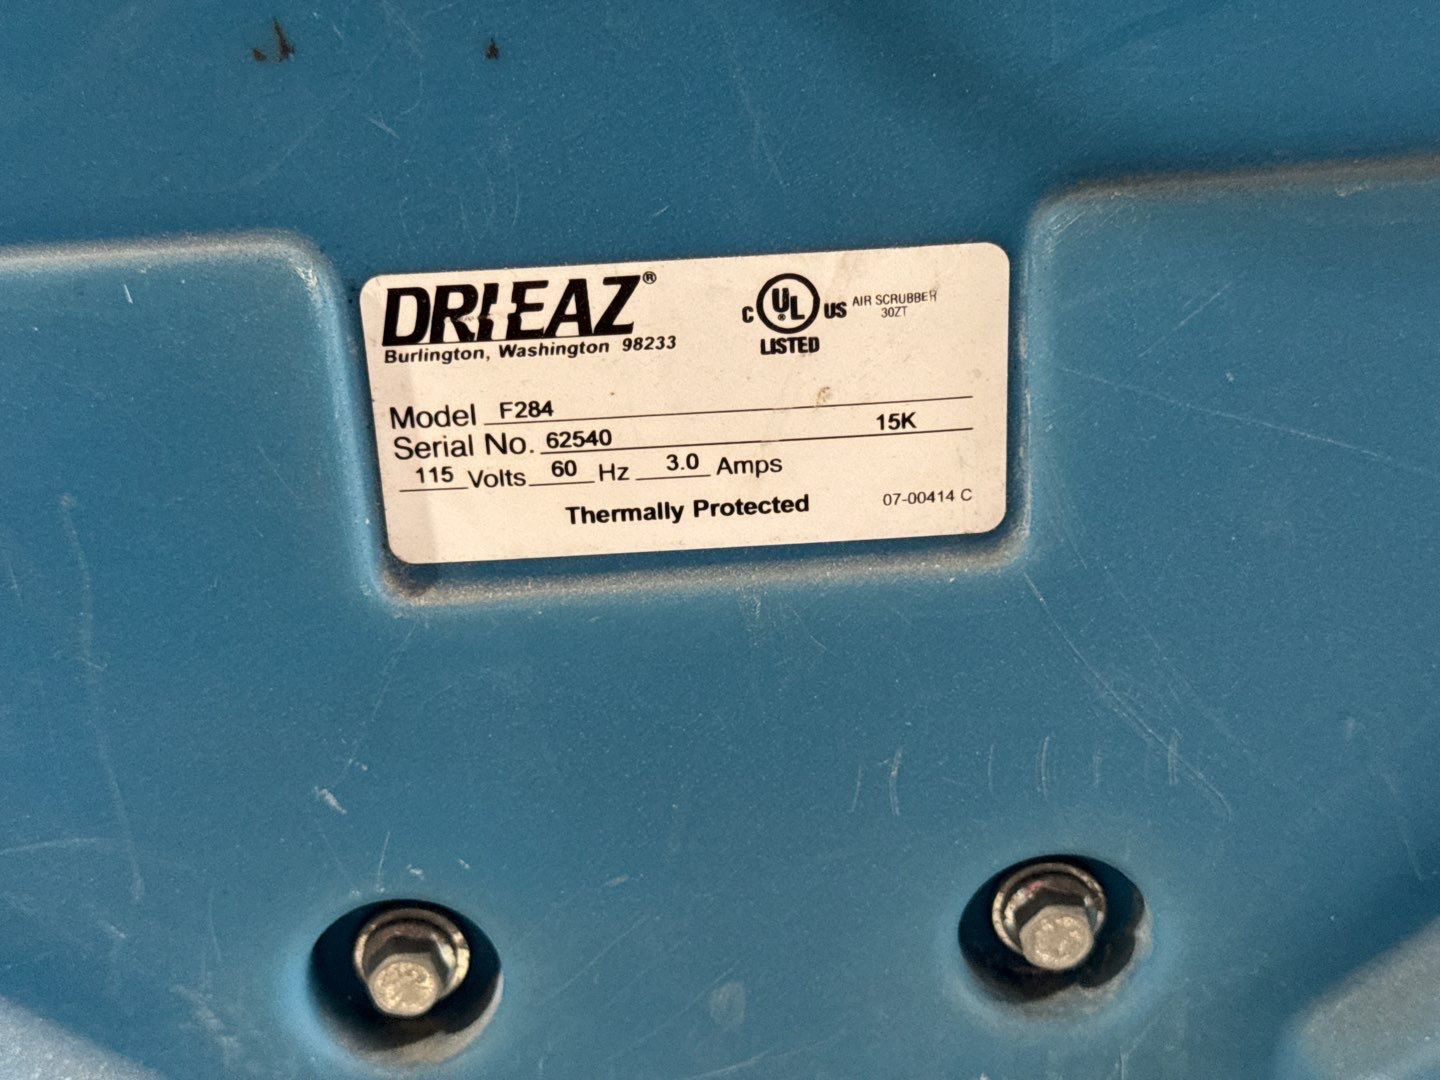 DRIEAZ®
Burlington, Washington 98233
C UL® US
LISTED
AIR SCRUBBER
30ZT
Model F284
Serial No. 62540 15K
115 Volts 60 Hz 3.0 Amps
Thermally Protected
07-00414 C